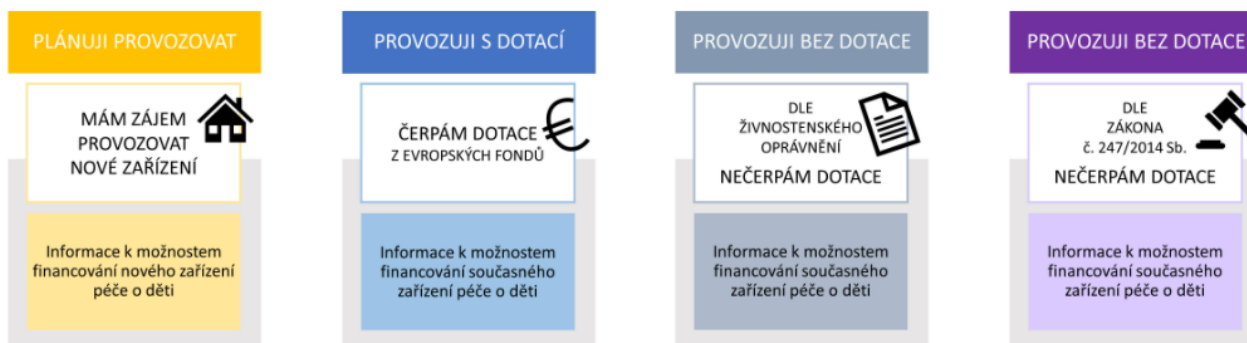 PLÁNUJI PROVOZOVAT
MÁM ZÁJEM
PROVOZOVAT
NOVÉ ZAŘÍZENÍ
Informace k možnostem
financování nového zařízení
péče o děti
PROVOZUJI S DOTACÍ
ČERPÁM DOTACE
Z EVROPSKÝCH FONDŮ
Informace k možnostem
financování současného
zařízení péče o děti
PROVOZUJI BEZ DOTACE
DLE
ŽIVNOSTENSKÉHO
OPRÁVNĚNÍ
NEČERPÁM DOTACE
Informace k možnostem
financování současného
zařízení péče o děti
PROVOZUJI BEZ DOTACE
DLE
ZÁKONA
č. 247/2014 Sb.
NEČERPÁM DOTACE
Informace k možnostem
financování současného
zařízení péče o děti